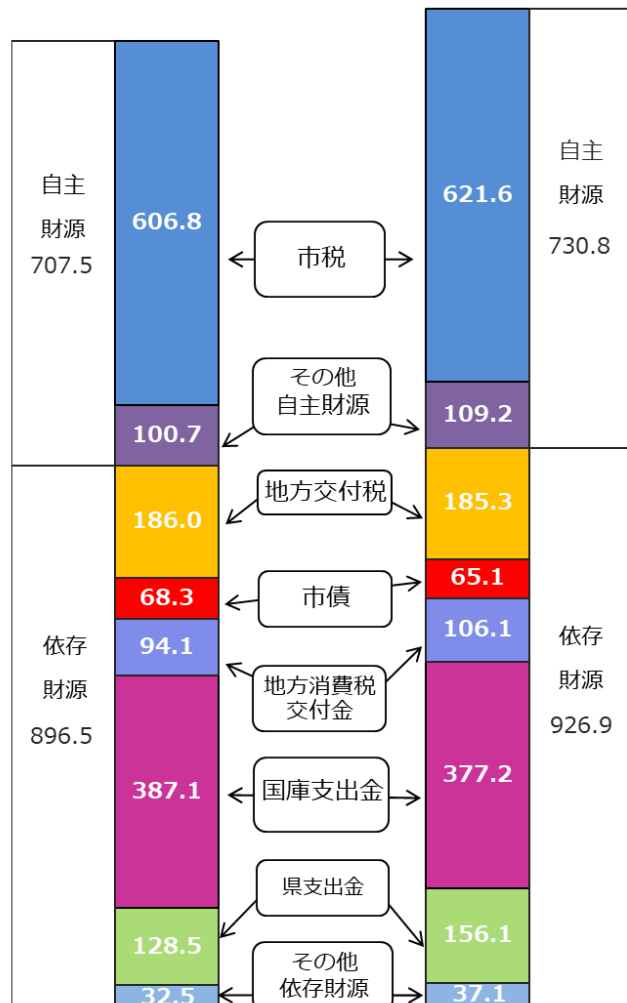 自主
財源
707.5
606.8
100.7
依存
財源
896.5
186.0
68.3
94.1
387.1
128.5
32.5
市税
その他
自主財源
地方交付税
市債
地方消費税
交付金
国庫支出金
県支出金
その他
依存財源
621.6
109.2
185.3
65.1
106.1
377.2
156.1
37.1
自主
財源
730.8
依存
財源
926.9